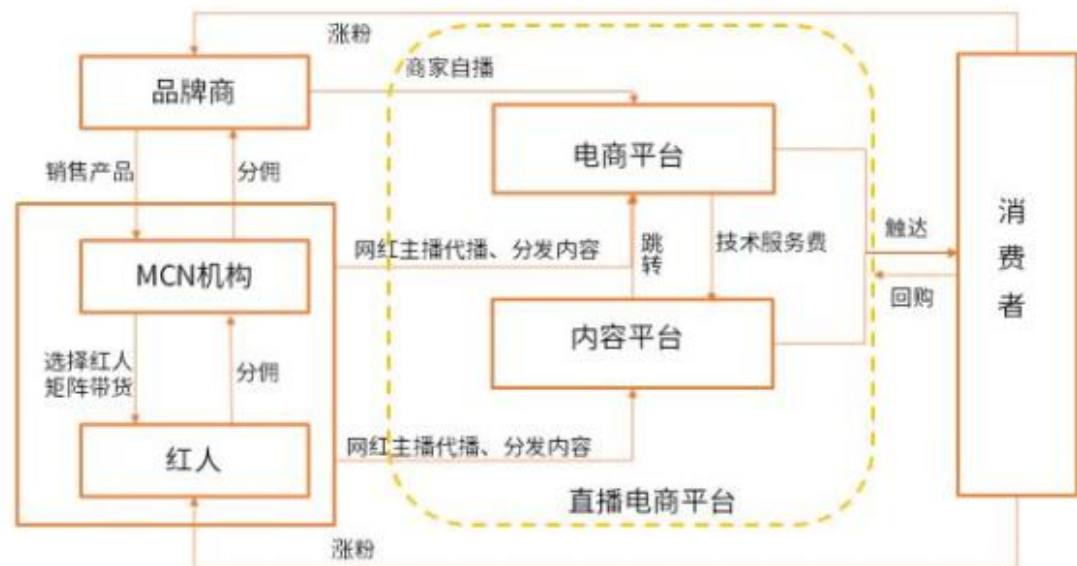 涨粉
品牌商
商家自播
电商平台
销售产品
分佣
消费者
MCN机构
网红主播代播、分发内容
跳转
技术服务费
触达
回购
内容平台
选择红人
矩阵带货
分佣
红人
网红主播代播、分发内容
直播电商平台
涨粉